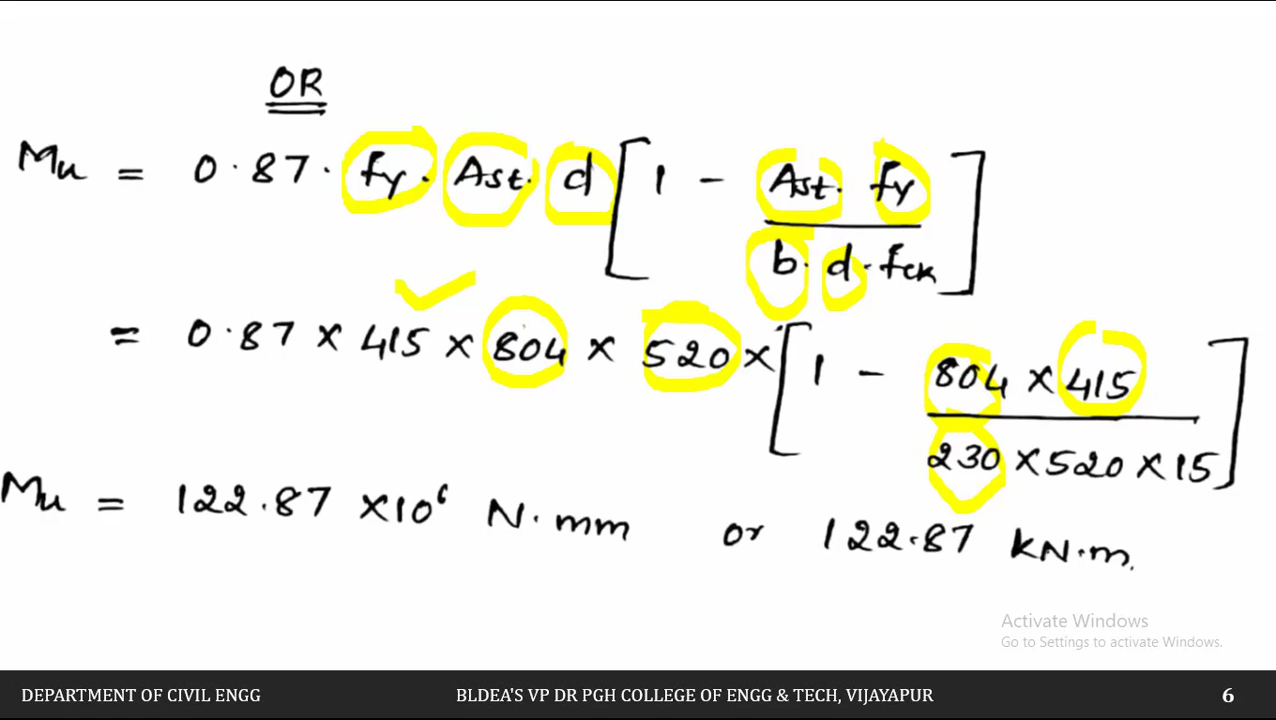 OR
Mu = 0.87. fy. Ast. d [1 - Ast. fy / b. d. fck]
= 0.87 × 415 × 804 × 520 × [1 - 804 × 415 / 230 × 520 × 15]
Mu = 122.87 ×10⁶ N.mm or 122.87 kN.m.
Activate Windows
Go to Settings to activate Windows.
DEPARTMENT OF CIVIL ENGG BLDEA'S VP DR PGH COLLEGE OF ENGG & TECH, VIJAYAPUR 6